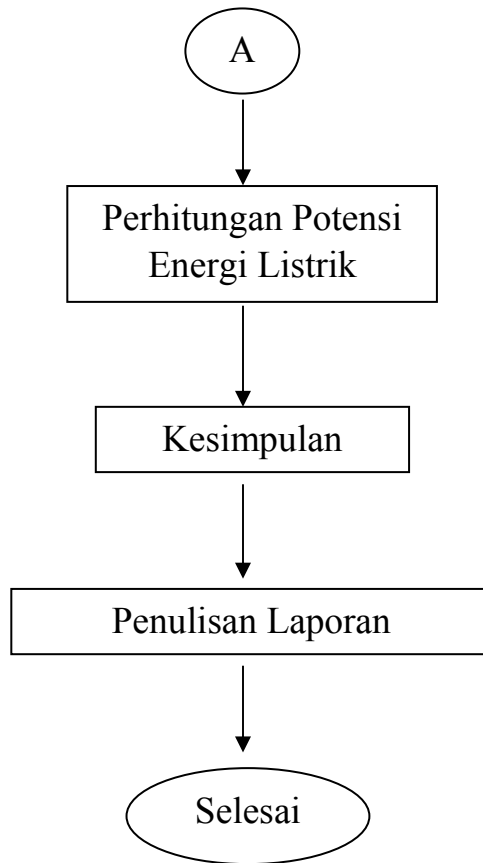 A
Perhitungan Potensi
Energi Listrik
Kesimpulan
Penulisan Laporan
Selesai